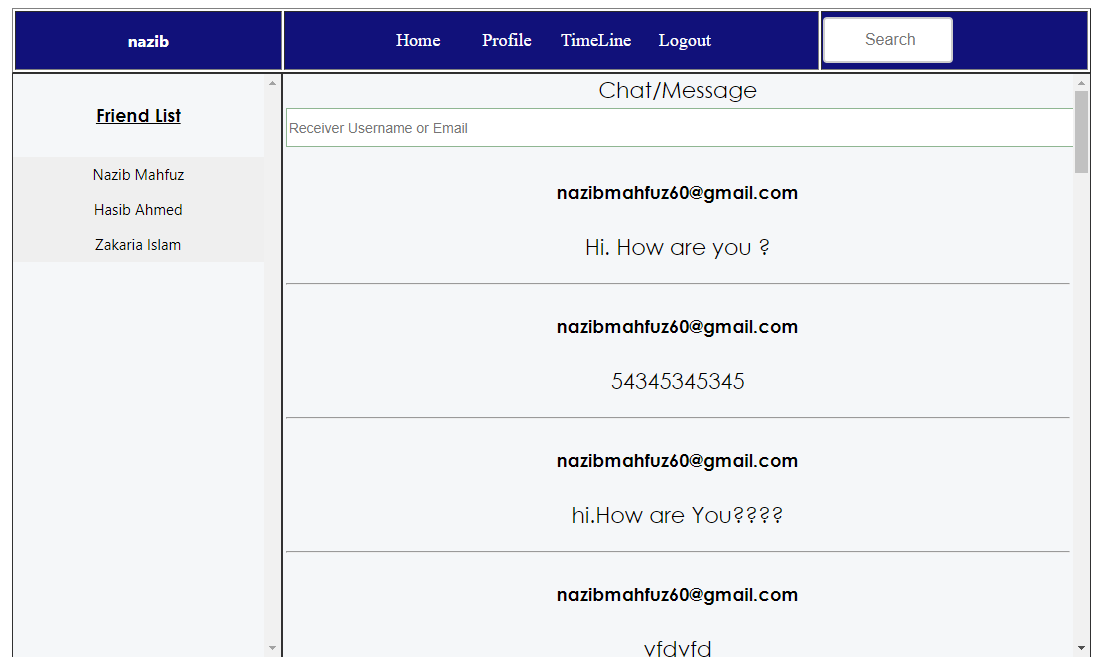 nazib
Home Profile TimeLine Logout
Search
Friend List
Nazib Mahfuz
Hasib Ahmed
Zakaria Islam
Chat/Message
Receiver Username or Email
nazibmahfuz60@gmail.com
Hi. How are you ?
nazibmahfuz60@gmail.com
54345345345
nazibmahfuz60@gmail.com
hi.How are You????
nazibmahfuz60@gmail.com
vfdvfd